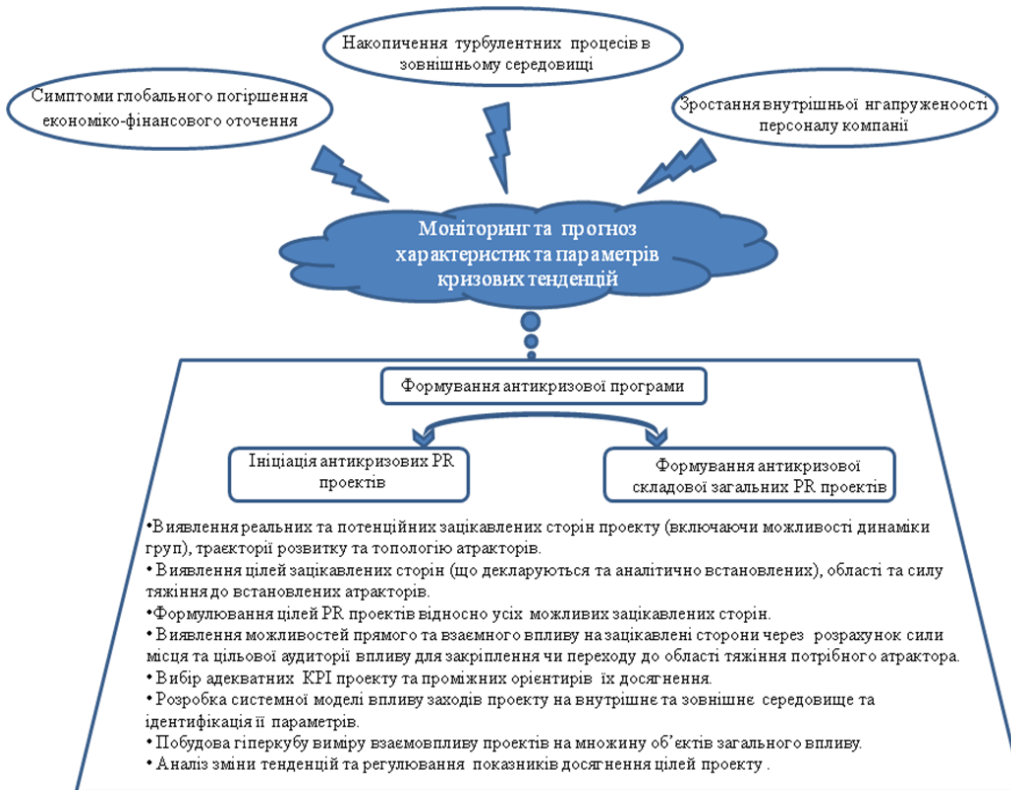 Накопичення турбулентних процесів в
зовнішньому середовищі
Симптоми глобального погіршення
економіко-фінансового оточення
Зростання внутрішньої нгапруженоості
персоналу компанії
Моніторинг та прогноз
характеристик та параметрів
кризових тенденцій
Формування антикризової програми
Ініціація антикризових PR
проектів
Формування антикризової
складової загальних PR проектів
•Виявлення реальних та потенційних зацікавлених сторін проекту (включаючи можливості динаміки
груп), траєкторії розвитку та топологію атракторів.
• Виявлення цілей зацікавлених сторін (що декларуються та аналітично встановлених), області та силу
тяжіння до встановлених атракторів.
•Формулювання цілей PR проектів відносно усіх можливих зацікавлених сторін.
• Виявлення можливостей прямого та взаємного впливу на зацікавлені сторони через розрахунок сили
місця та цільової аудиторії впливу для закріплення чи переходу до області тяжіння потрібного атрактора.
• Вибір адекватних KPI проекту та проміжних орієнтирів їх досягнення.
• Розробка системної моделі впливу заходів проекту на внутрішнє та зовнішнє середовище та
ідентифікація її параметрів.
• Побудова гіперкубу виміру взаємовпливу проектів на множину об’єктів загального впливу.
• Аналіз зміни тенденцій та регулювання показників досягнення цілей проекту .